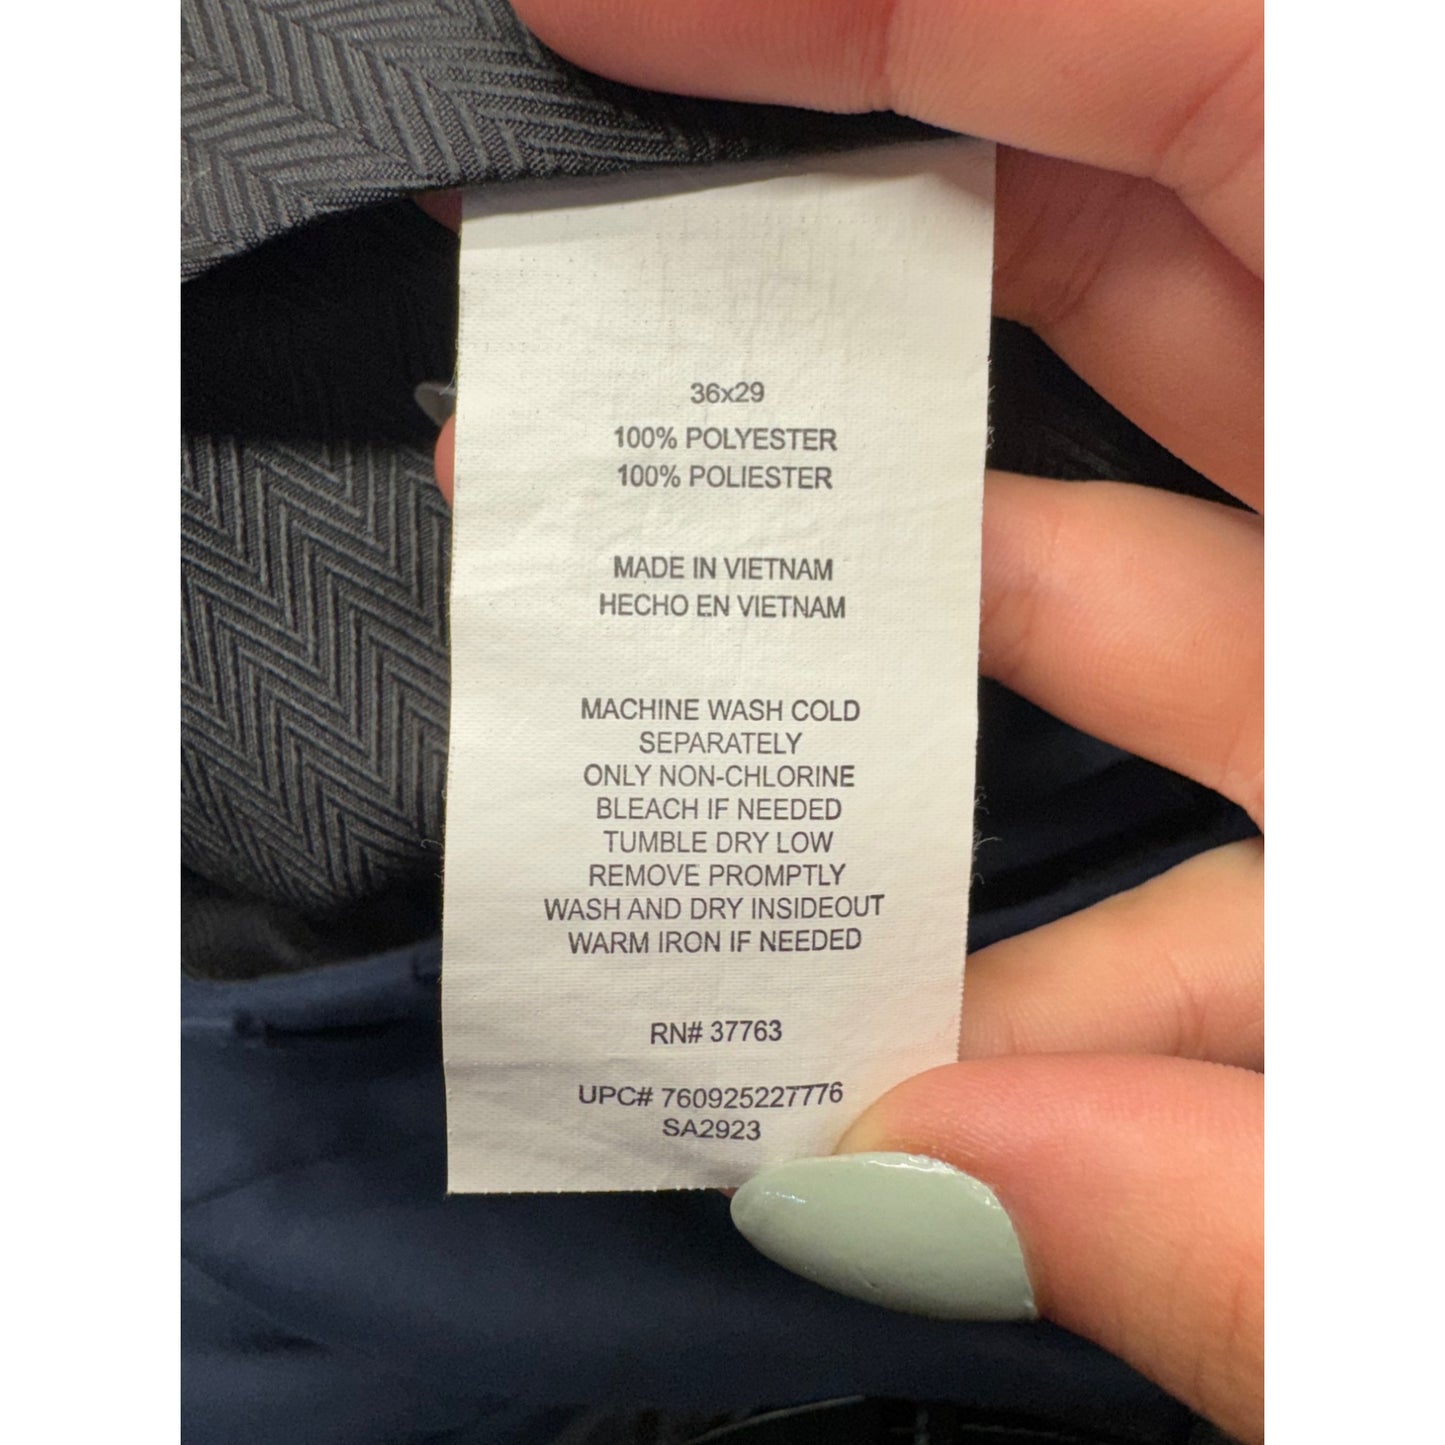 36x29
100% POLYESTER
100% POLIESTER
MADE IN VIETNAM
HECHO EN VIETNAM
MACHINE WASH COLD
SEPARATELY
ONLY NON-CHLORINE
BLEACH IF NEEDED
TUMBLE DRY LOW
REMOVE PROMPTLY
WASH AND DRY INSIDEOUT
WARM IRON IF NEEDED
RN# 37763
UPC# 760925227776
SA2923